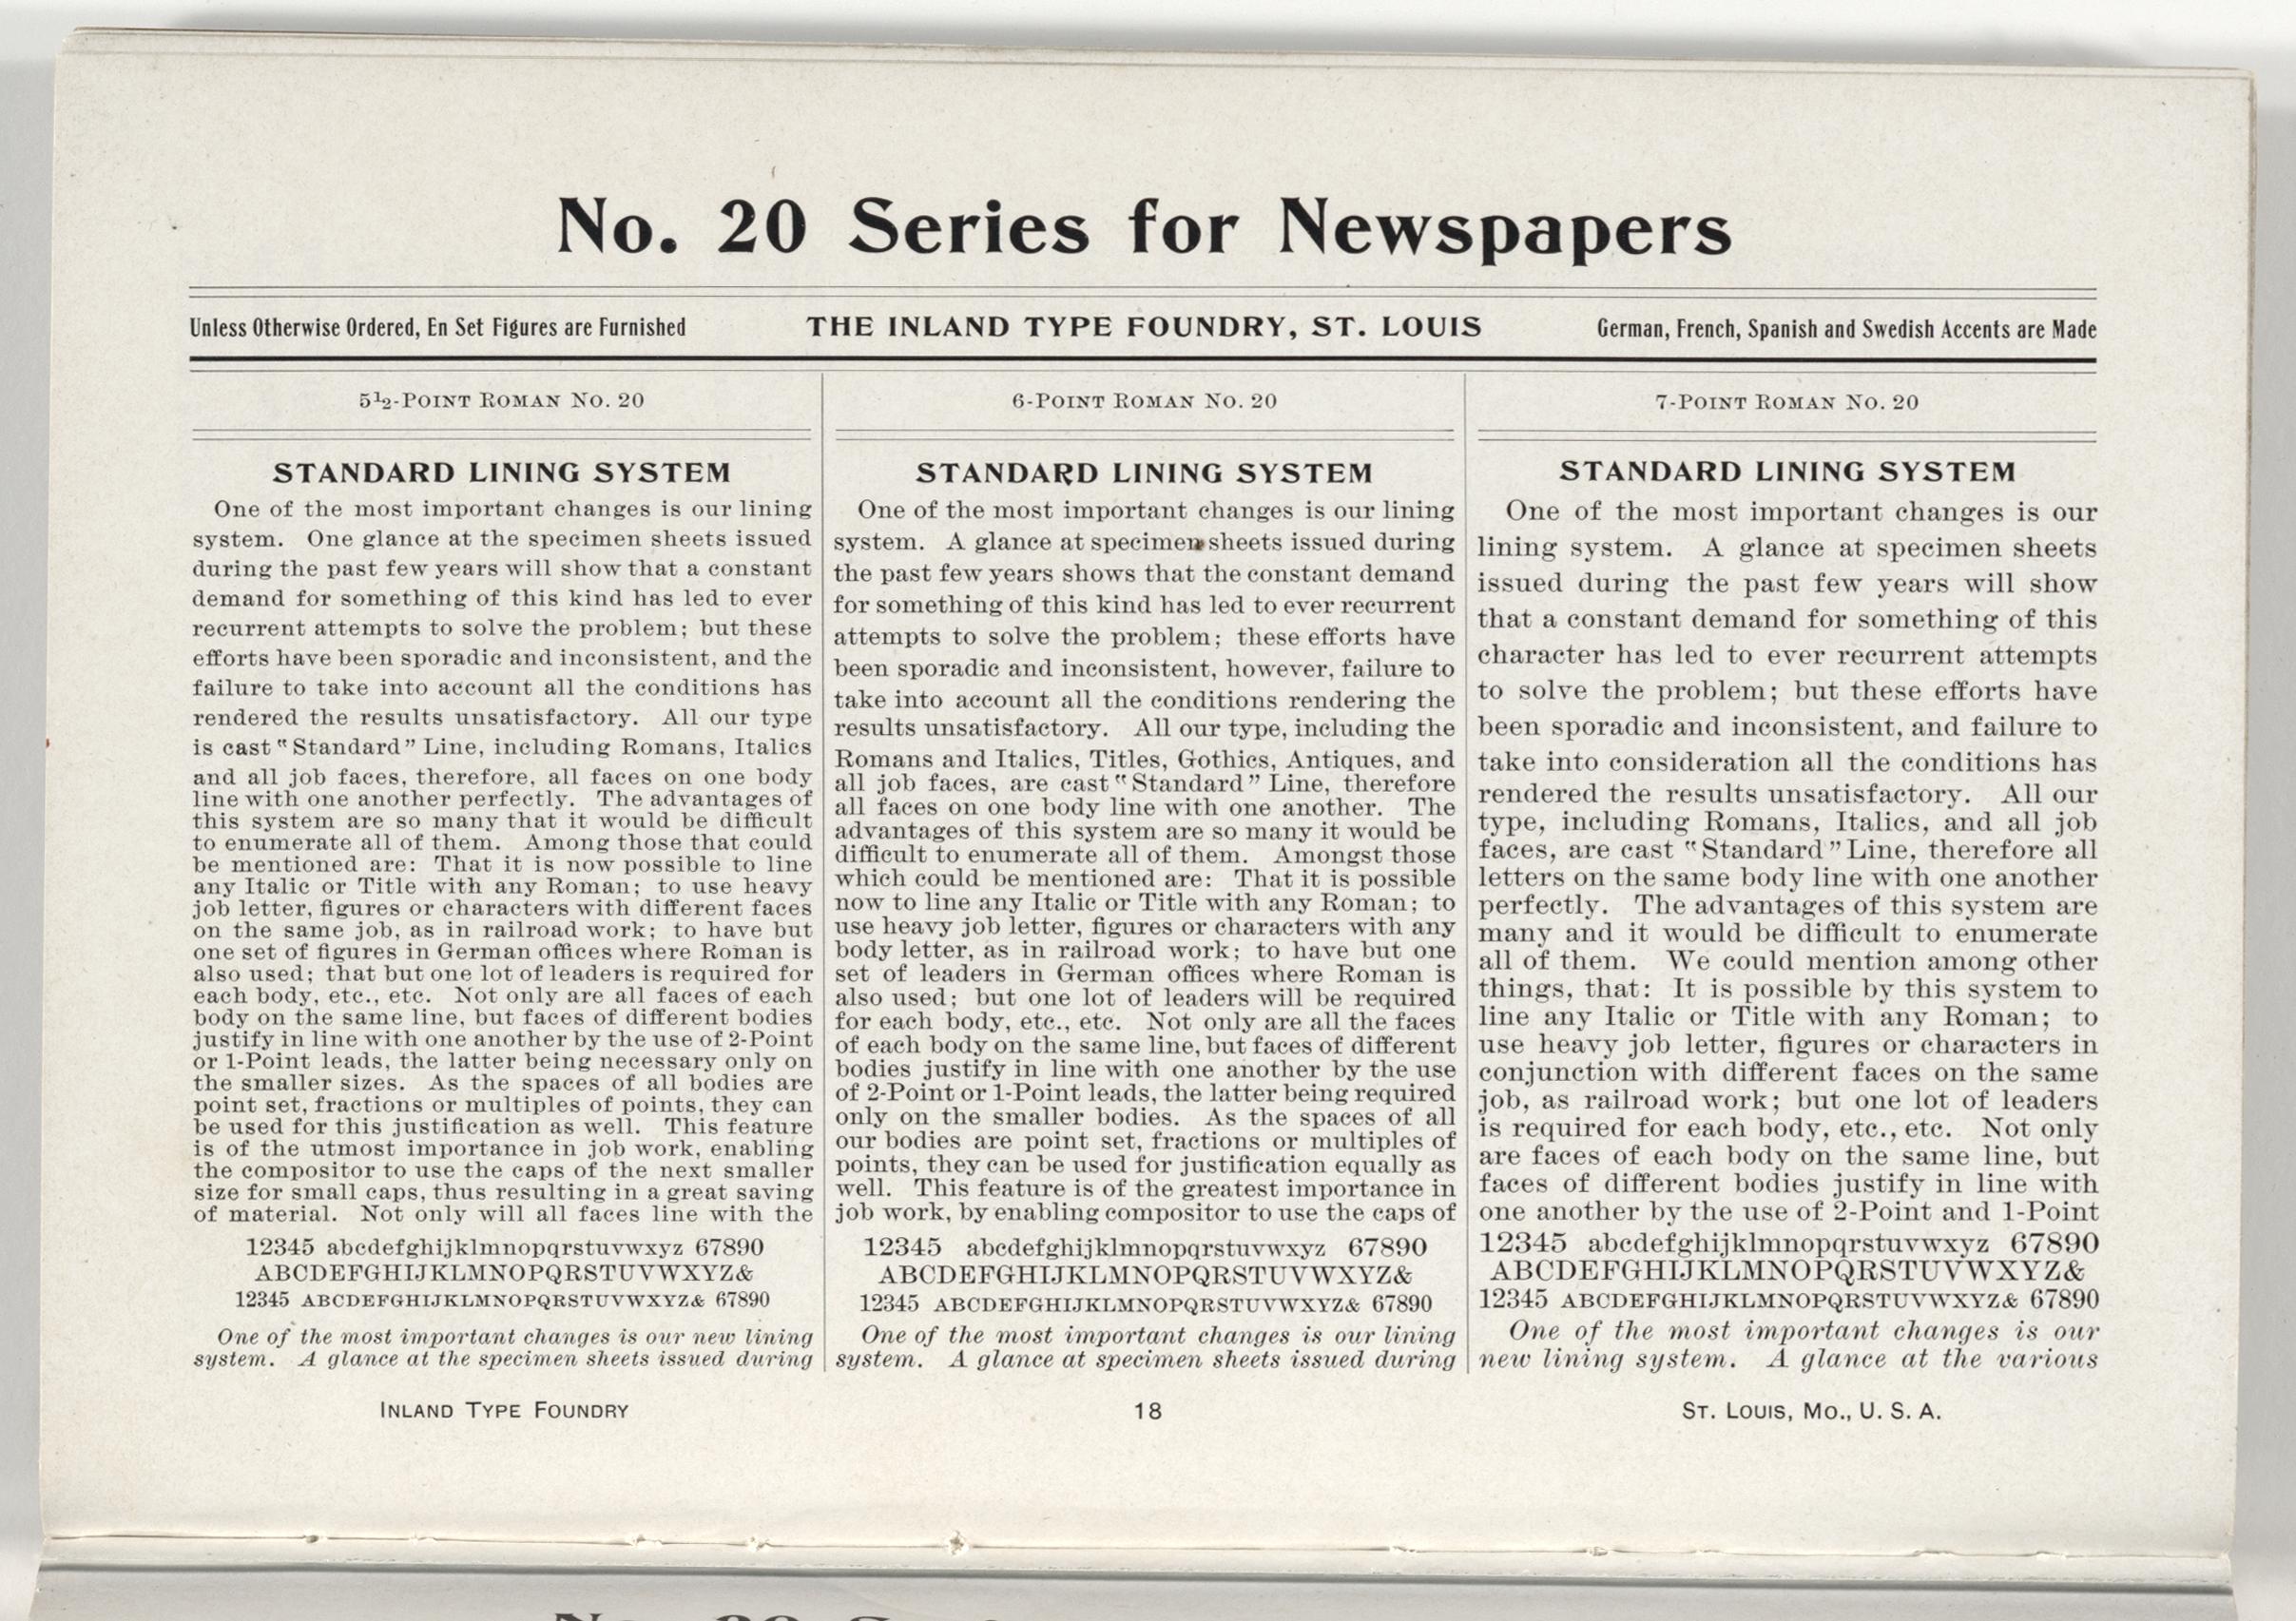 No. 20 Series for Newspapers
Unless Otherwise Ordered, En Set Figures are Furnished
THE INLAND TYPE FOUNDRY, ST. LOUIS
German, French, Spanish and Swedish Accents are Made
5½-POINT ROMAN NO. 20
STANDARD LINING SYSTEM
One of the most important changes is our lining
system. One glance at the specimen sheets issued
during the past few years will show that a constant
demand for something of this kind has led to ever
recurrent attempts to solve the problem; but these
efforts have been sporadic and inconsistent, and the
failure to take into account all the conditions has
rendered the results unsatisfactory. All our type
is cast "Standard" Line, including Romans, Italics
and all job faces, therefore, all faces on one body
line with one another perfectly. The advantages of
this system are so many that it would be difficult
to enumerate all of them. Among those that could
be mentioned are: That it is now possible to line
any Italic or Title with any Roman; to use heavy
job letter, figures or characters with different faces
on the same job, as in railroad work; to have but
one set of figures in German offices where Roman is
also used; that but one lot of leaders is required for
each body, etc., etc. Not only are all faces of each
body on the same line, but faces of different bodies
justify in line with one another by the use of 2-Point
or 1-Point leads, the latter being necessary only on
the smaller sizes. As the spaces of all bodies are
point set, fractions or multiples of points, they can
be used for this justification as well. This feature
is of the utmost importance in job work, enabling
the compositor to use the caps of the next smaller
size for small caps, thus resulting in a great saving
of material. Not only will all faces line with the
12345 abcdefghijklmnopqrstuvwxyz 67890
ABCDEFGHIJKLMNOPQRSTUVWXYZ&
12345 ABCDEFGHIJKLMNOPQRSTUVWXYZ& 67890
One of the most important changes is our new lining
system. A glance at the specimen sheets issued during
6-POINT ROMAN NO. 20
STANDARD LINING SYSTEM
One of the most important changes is our lining
system. A glance at specimen sheets issued during
the past few years shows that the constant demand
for something of this kind has led to ever recurrent
attempts to solve the problem; these efforts have
been sporadic and inconsistent, however, failure to
take into account all the conditions rendering the
results unsatisfactory. All our type, including the
Romans and Italics, Titles, Gothics, Antiques, and
all job faces, are cast "Standard" Line, therefore
all faces on one body line with one another. The
advantages of this system are so many it would be
difficult to enumerate all of them. Amongst those
which could be mentioned are: That it is possible
now to line any Italic or Title with any Roman; to
use heavy job letter, figures or characters with any
body letter, as in railroad work; to have but one
set of leaders in German offices where Roman is
also used; but one lot of leaders will be required
for each body, etc., etc. Not only are all the faces
of each body on the same line, but faces of different
bodies justify in line with one another by the use
of 2-Point or 1-Point leads, the latter being required
only on the smaller bodies. As the spaces of all
our bodies are point set, fractions or multiples of
points, they can be used for justification equally as
well. This feature is of the greatest importance in
job work, by enabling compositor to use the caps of
12345 abcdefghijklmnopqrstuvwxyz 67890
ABCDEFGHIJKLMNOPQRSTUVWXYZ&
12345 ABCDEFGHIJKLMNOPQRSTUVWXYZ& 67890
One of the most important changes is our lining
system. A glance at specimen sheets issued during
7-POINT ROMAN NO. 20
STANDARD LINING SYSTEM
One of the most important changes is our
lining system. A glance at specimen sheets
issued during the past few years will show
that a constant demand for something of this
character has led to ever recurrent attempts
to solve the problem; but these efforts have
been sporadic and inconsistent, and failure to
take into consideration all the conditions has
rendered the results unsatisfactory. All our
type, including Romans, Italics, and all job
faces, are cast "Standard" Line, therefore all
letters on the same body line with one another
perfectly. The advantages of this system are
many and it would be difficult to enumerate
all of them. We could mention among other
things, that: It is possible by this system to
line any Italic or Title with any Roman; to
use heavy job letter, figures or characters in
conjunction with different faces on the same
job, as railroad work; but one lot of leaders
is required for each body, etc., etc. Not only
are faces of each body on the same line, but
faces of different bodies justify in line with
one another by the use of 2-Point and 1-Point
12345 abcdefghijklmnopqrstuvwxyz 67890
ABCDEFGHIJKLMNOPQRSTUVWXYZ&
12345 ABCDEFGHIJKLMNOPQRSTUVWXYZ& 67890
One of the most important changes is our
new lining system. A glance at the various
INLAND TYPE FOUNDRY
18
ST. LOUIS, MO., U. S. A.